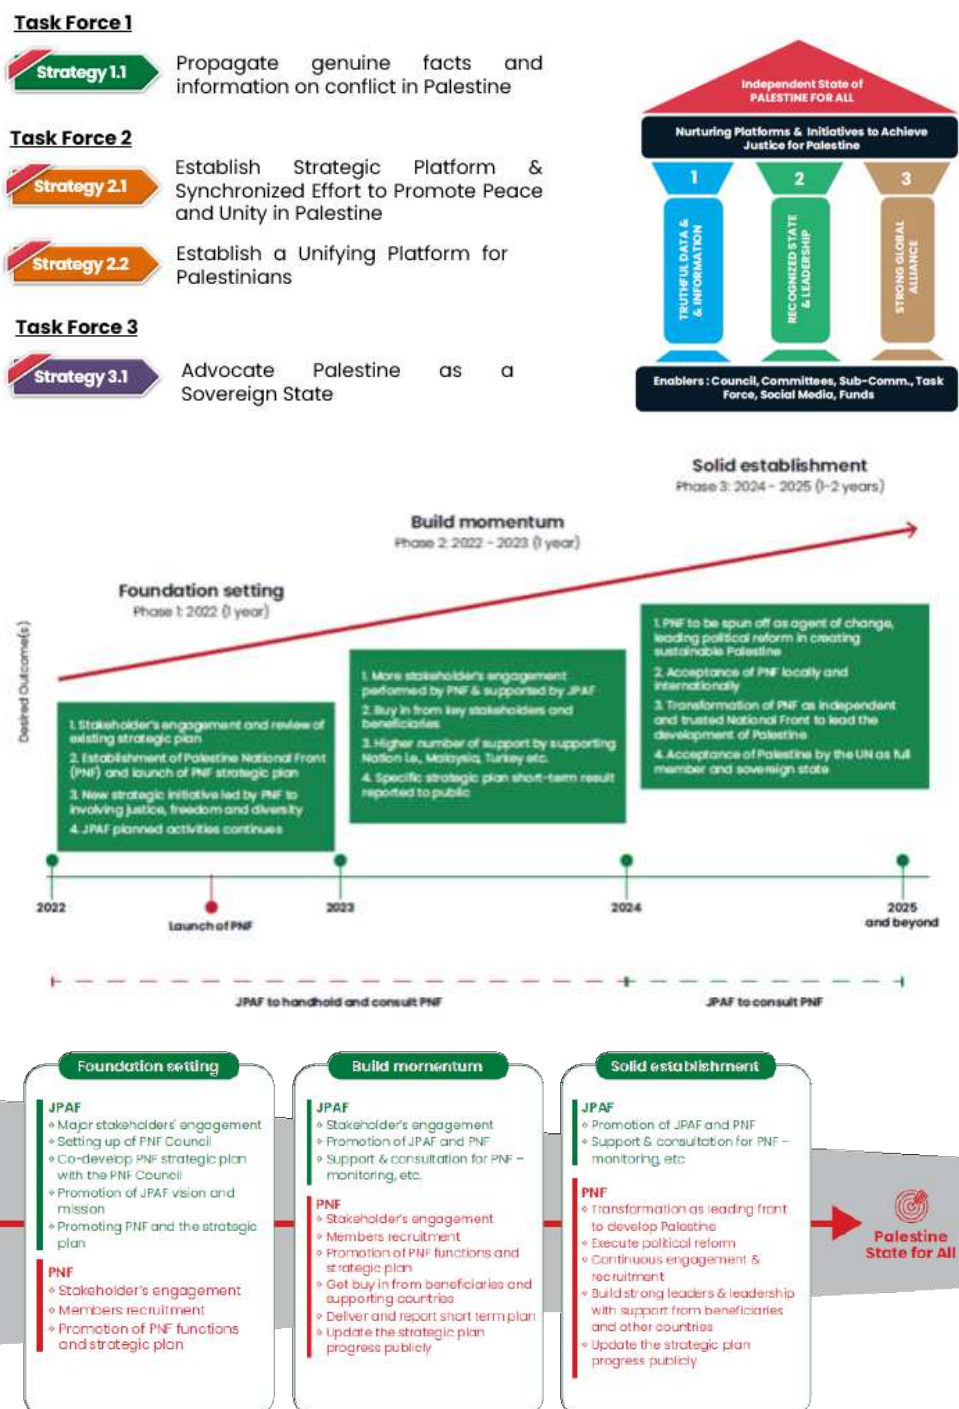 Task Force 1
Strategy 1.1
Propagate genuine facts and
information on conflict in Palestine
Task Force 2
Strategy 2.1
Establish Strategic Platform &
Synchronized Effort to Promote Peace
and Unity in Palestine
Strategy 2.2
Establish a Unifying Platform for
Palestinians
Task Force 3
Strategy 3.1
Advocate Palestine as a
Sovereign State
Independent State of
PALESTINE FOR ALL
Nurturing Platforms & Initiatives to Achieve
Justice for Palestine
1
2
3
TRUTHFUL DATA &
& INFORMATION
RECOGNIZED STATE
& LEADERSHIP
STRONG GLOBAL
ALLIANCE
Enablers : Council, Committees, Sub-Comm., Task
Force, Social Media, Funds
Solid establishment
Phase 3: 2024 - 2025 (1-2 years)
Build momentum
Phase 2: 2022 - 2023 (1 year)
Foundation setting
Phase 1: 2022 (1 year)
Desired Outcome(s)
1. Stakeholder's engagement and review of
existing strategic plan
2. Establishment of Palestine National Front
(PNF) and launch of PNF strategic plan
3. New strategic initiative led by PNF to
involving justice, freedom and diversity
4. JPAF planned activities continues
1. More stakeholder's engagement
performed by PNF & supported by JPAF
2. Buy in from key stakeholders and
beneficiaries
3. Higher number of support by supporting
Nation i.e., Malaysia, Turkey etc.
4. Specific strategic plan short-term result
reported to public
1. PNF to be spun off as agent of change,
leading political reform in creating
sustainable Palestine
2. Acceptance of PNF locally and
internationally
3. Transformation of PNF as independent
and trusted National Front to lead the
development of Palestine
4. Acceptance of Palestine by the UN as full
member and sovereign state
2022
Launch of PNF
2023
2024
2025
and beyond
JPAF to handhold and consult PNF
JPAF to consult PNF
Foundation setting
JPAF
Major stakeholders' engagement
Setting up of PNF Council
Co-develop PNF strategic plan
with the PNF Council
Promotion of JPAF vision and
mission
Promoting PNF and the strategic
plan
PNF
Stakeholder's engagement
Members recruitment
Promotion of PNF functions
and strategic plan
Build momentum
JPAF
Stakeholder's engagement
Promotion of JPAF and PNF
Support & consultation for PNF –
monitoring, etc.
PNF
Stakeholder's engagement
Members recruitment
Promotion of PNF functions and
strategic plan
Get buy in from beneficiaries and
supporting countries
Deliver and report short term plan
Update the strategic plan
progress publicly
Solid establishment
JPAF
Promotion of JPAF and PNF
Support & consultation for PNF –
monitoring, etc
PNF
Transformation as leading front
to develop Palestine
Execute political reform
Continuous engagement &
recruitment
Build strong leaders & leadership
with support from beneficiaries
and other countries
Update the strategic plan
progress publicly
Palestine
State for All